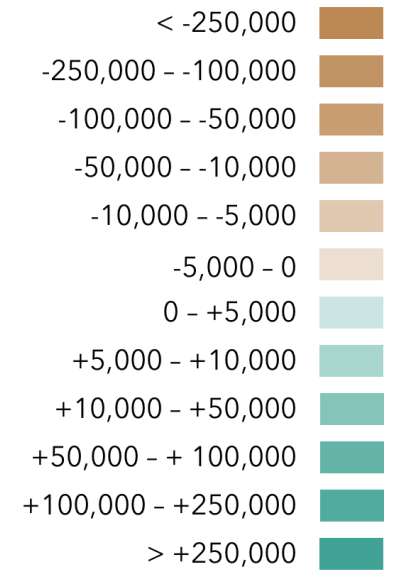 < -250,000
-250,000 – -100,000
-100,000 – -50,000
-50,000 – -10,000
-10,000 – -5,000
-5,000 – 0
0 – +5,000
+5,000 – +10,000
+10,000 – +50,000
+50,000 – + 100,000
+100,000 – +250,000
> +250,000